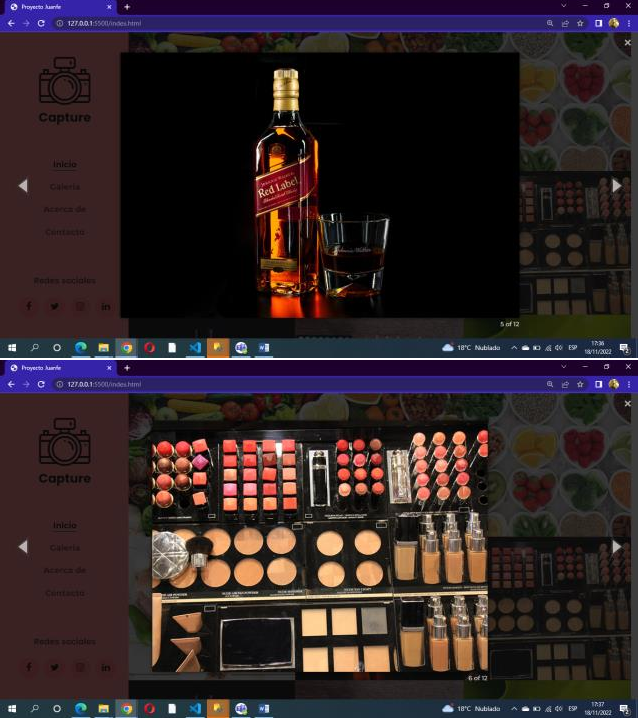 Proyecto Juanfe
127.0.0.1:5500/index.html
Capture
Inicio
Galería
Acerca de
Contacto
Redes sociales
Red Label
5 of 12
18°C Nublado
ESP
17:36
18/11/2022
Proyecto Juanfe
127.0.0.1:5500/index.html
Capture
Inicio
Galería
Acerca de
Contacto
Redes sociales
6 of 12
18°C Nublado
ESP
17:37
18/11/2022